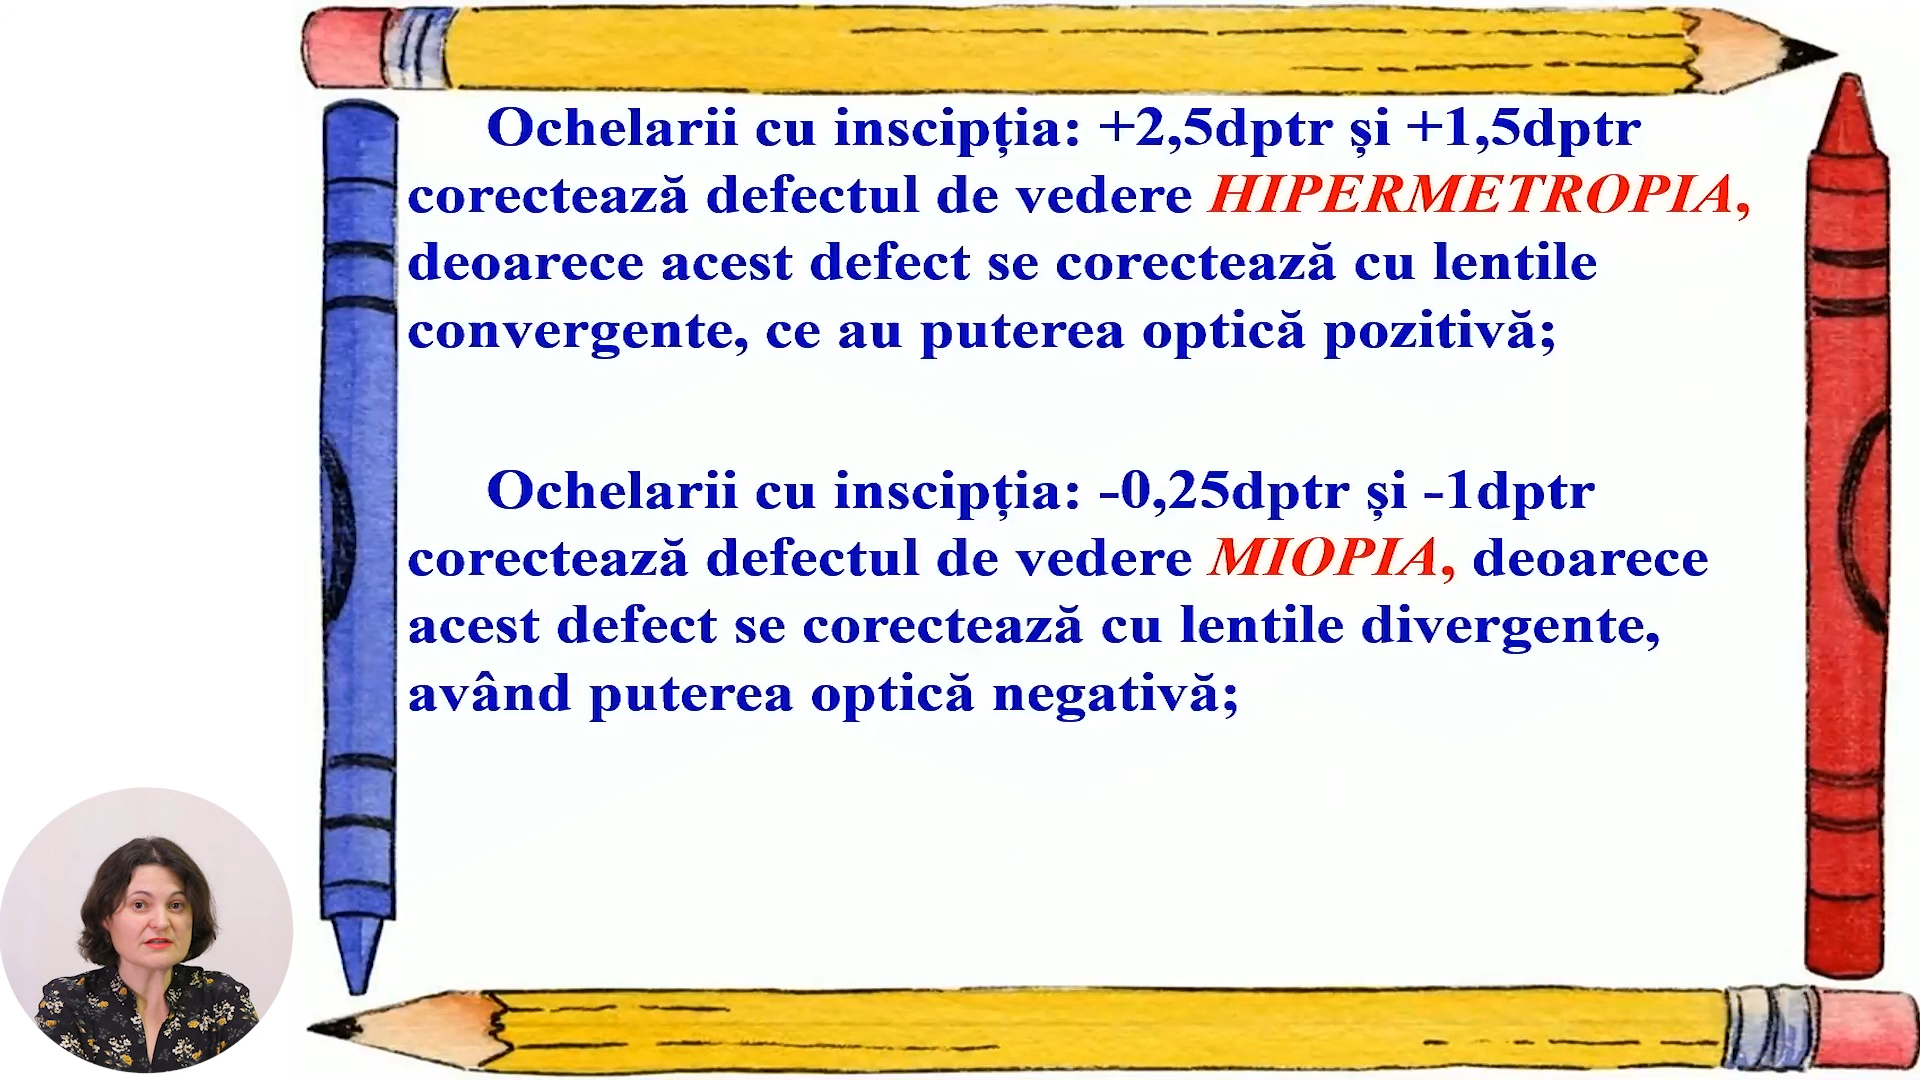 Ochelarii cu inscipția: +2,5dptr și +1,5dptr
corectează defectul de vedere HIPERMETROPIA,
deoarece acest defect se corectează cu lentile
convergente, ce au puterea optică pozitivă;
Ochelarii cu inscipția: -0,25dptr și -1dptr
corectează defectul de vedere MIOPIA, deoarece
acest defect se corectează cu lentile divergente,
având puterea optică negativă;